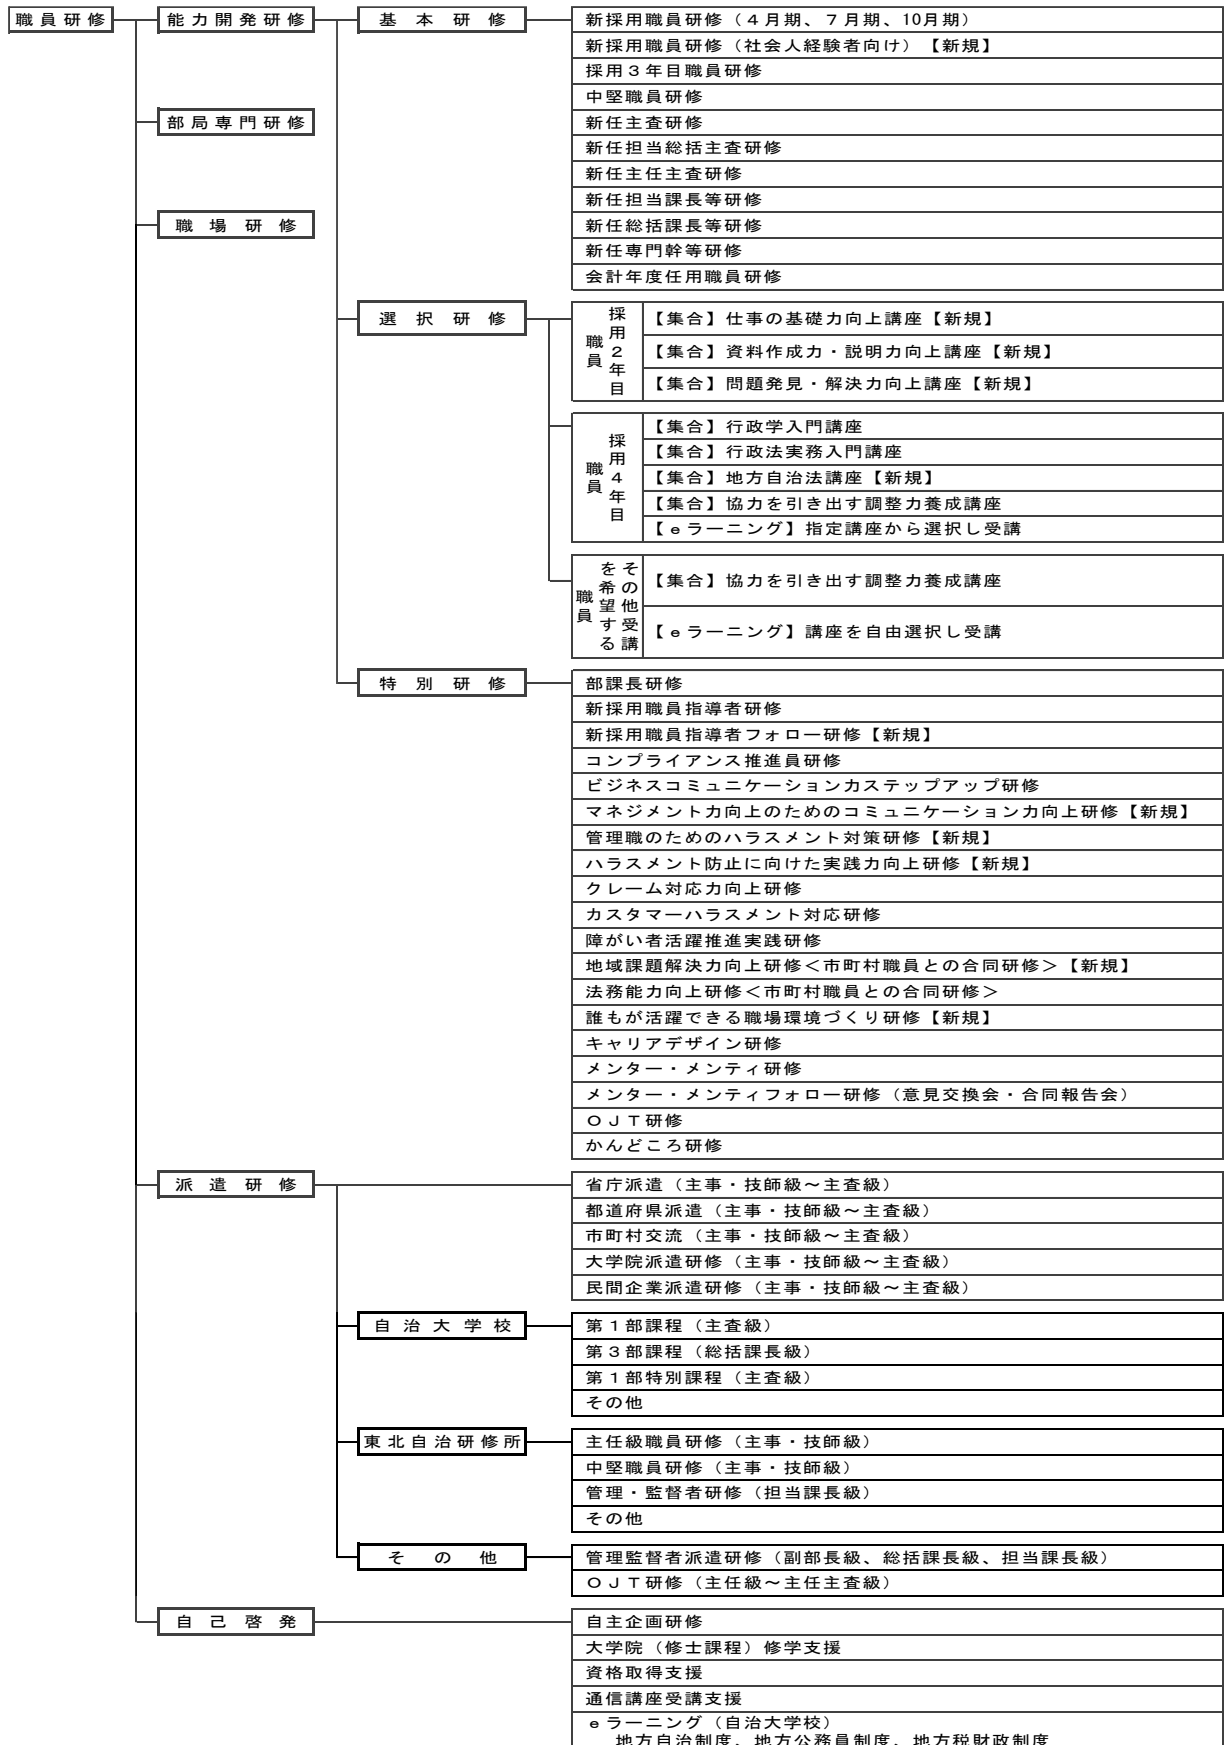 職員研修
能力開発研修
基本研修
新採用職員研修（４月期、７月期、10月期）
新採用職員研修（社会人経験者向け）【新規】
採用３年目職員研修
中堅職員研修
新任主査研修
新任担当総括主査研修
新任主任主査研修
新任担当課長等研修
新任総括課長等研修
新任専門幹等研修
会計年度任用職員研修
部局専門研修
職場研修
選択研修
採用２年目
職員
【集合】仕事の基礎力向上講座【新規】
【集合】資料作成力・説明力向上講座【新規】
【集合】問題発見・解決力向上講座【新規】
採用４年目
職員
【集合】行政学入門講座
【集合】行政法実務入門講座
【集合】地方自治法講座【新規】
【集合】協力を引き出す調整力養成講座
【ｅラーニング】指定講座から選択し受講
その他受講
を希望する
職員
【集合】協力を引き出す調整力養成講座
【ｅラーニング】講座を自由選択し受講
特別研修
部課長研修
新採用職員指導者研修
新採用職員指導者フォロー研修【新規】
コンプライアンス推進員研修
ビジネスコミュニケーション力ステップアップ研修
マネジメント力向上のためのコミュニケーション力向上研修【新規】
管理職のためのハラスメント対策研修【新規】
ハラスメント防止に向けた実践力向上研修【新規】
クレーム対応力向上研修
カスタマーハラスメント対応研修
障がい者活躍推進実践研修
地域課題解決力向上研修＜市町村職員との合同研修＞【新規】
法務能力向上研修＜市町村職員との合同研修＞
誰もが活躍できる職場環境づくり研修【新規】
キャリアデザイン研修
メンター・メンティ研修
メンター・メンティフォロー研修（意見交換会・合同報告会）
ＯＪＴ研修
かんどころ研修
派遣研修
省庁派遣（主事・技師級～主査級）
都道府県派遣（主事・技師級～主査級）
市町村交流（主事・技師級～主査級）
大学院派遣研修（主事・技師級～主査級）
民間企業派遣研修（主事・技師級～主査級）
自治大学校
第１部課程（主査級）
第３部課程（総括課長級）
第１部特別課程（主査級）
その他
東北自治研修所
主任級職員研修（主事・技師級）
中堅職員研修（主事・技師級）
管理・監督者研修（担当課長級）
その他
その他
管理監督者派遣研修（副部長級、総括課長級、担当課長級）
ＯＪＴ研修（主任級～主任主査級）
自己啓発
自主企画研修
大学院（修士課程）修学支援
資格取得支援
通信講座受講支援
ｅラーニング（自治大学校）
地方自治制度、地方公務員制度、地方税財政制度